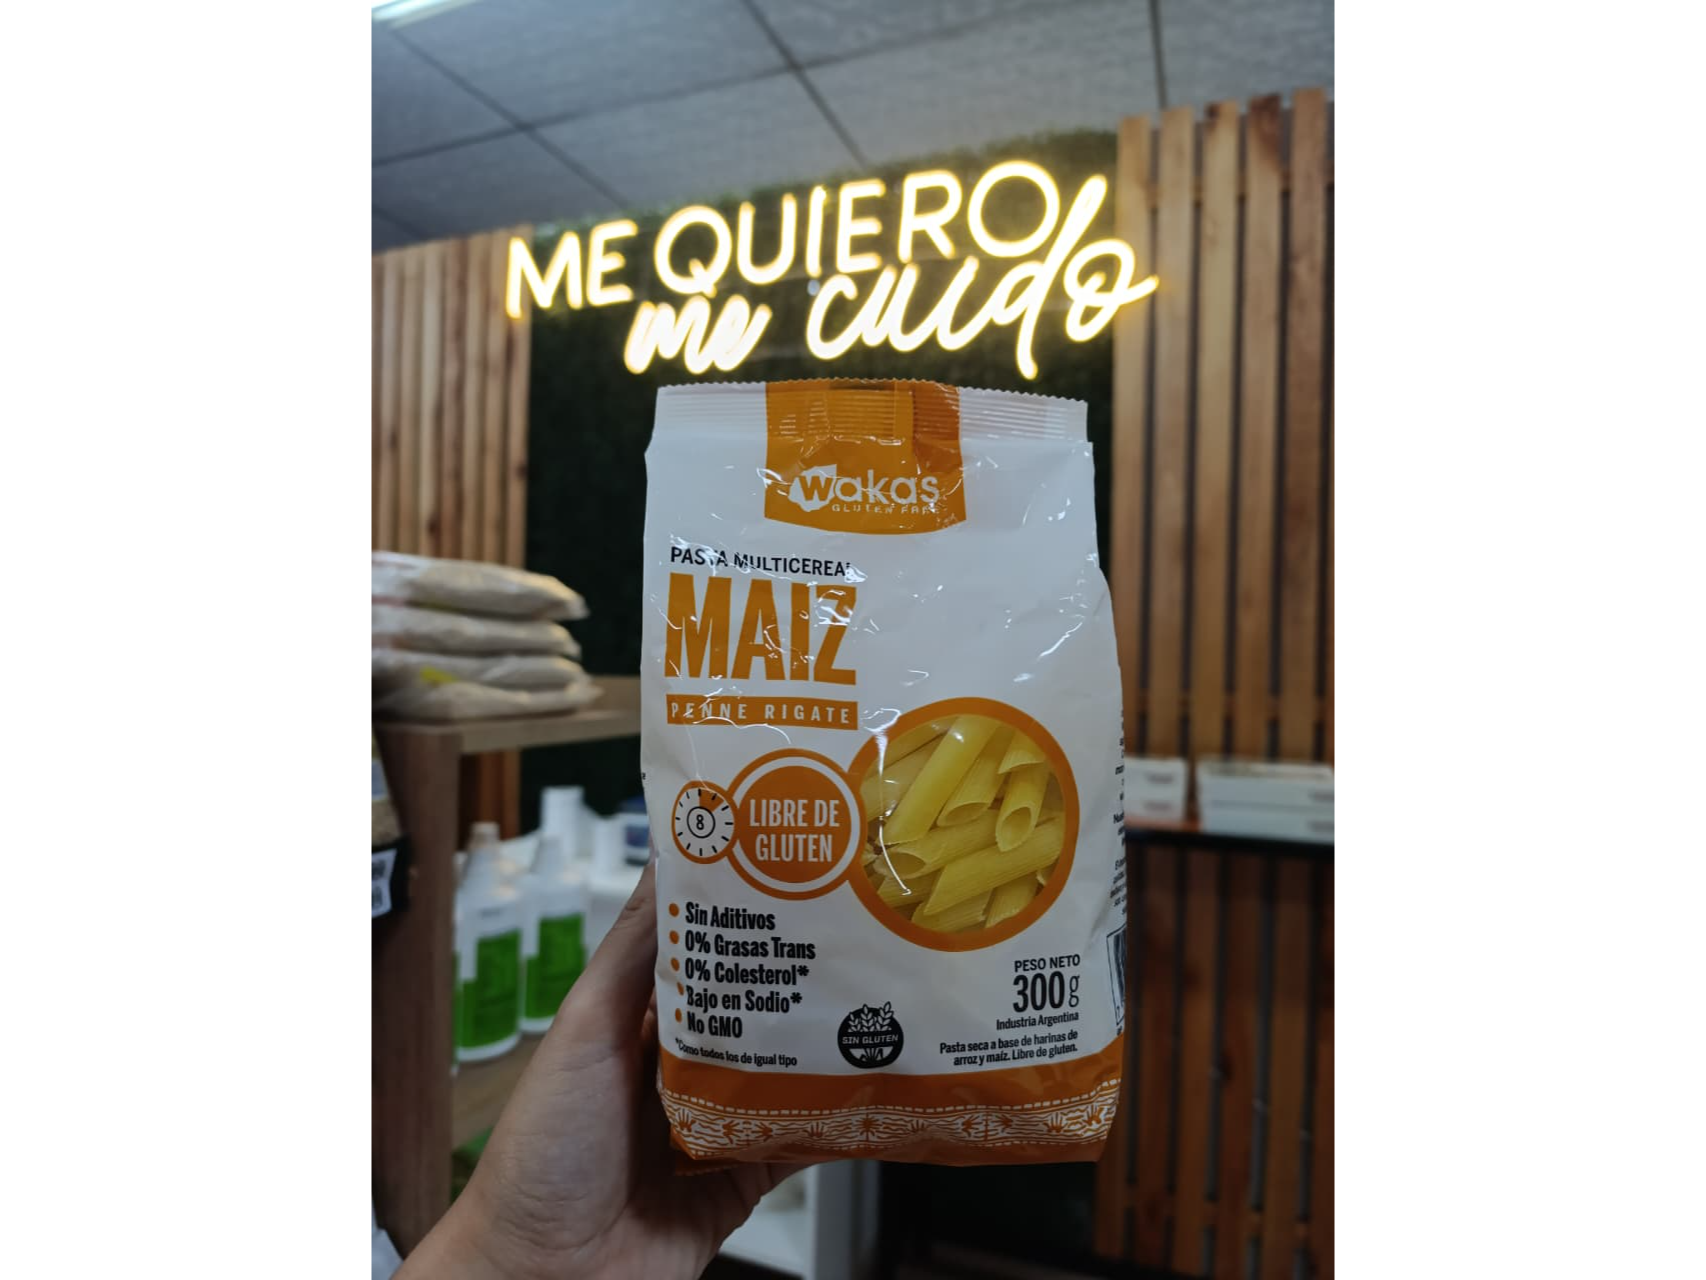 ME QUIERO
me cuido
Wakas
GLUTEN FREE
PASTA MULTICEREAL
MAIZ
PENNE RIGATE
8
LIBRE DE
GLUTEN
Sin Aditivos
0% Grasas Trans
0% Colesterol*
Bajo en Sodio*
No GMO
*Como todos los de igual tipo
SIN GLUTEN
PESO NETO
300g
Industria Argentina
Pasta seca a base de harinas de
arroz y maíz. Libre de gluten.